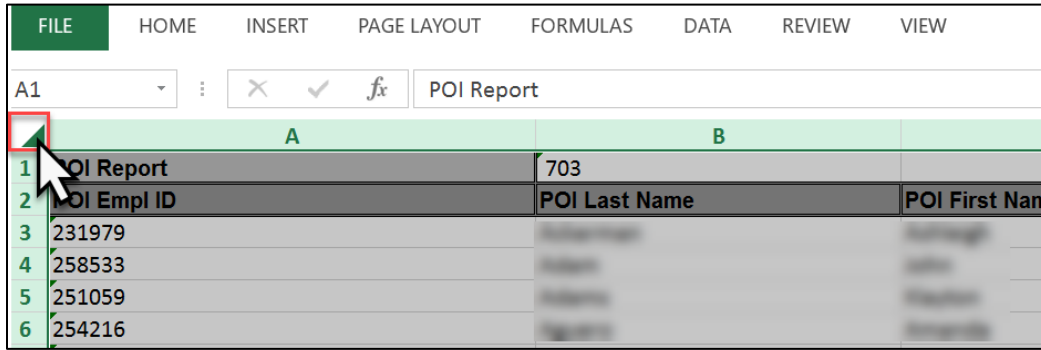 FILE HOME INSERT PAGE LAYOUT FORMULAS DATA REVIEW VIEW
A1 fx POI Report
A B
1 POI Report 703
2 POI Empl ID POI Last Name POI First Nam
3 231979
4 258533
5 251059
6 254216